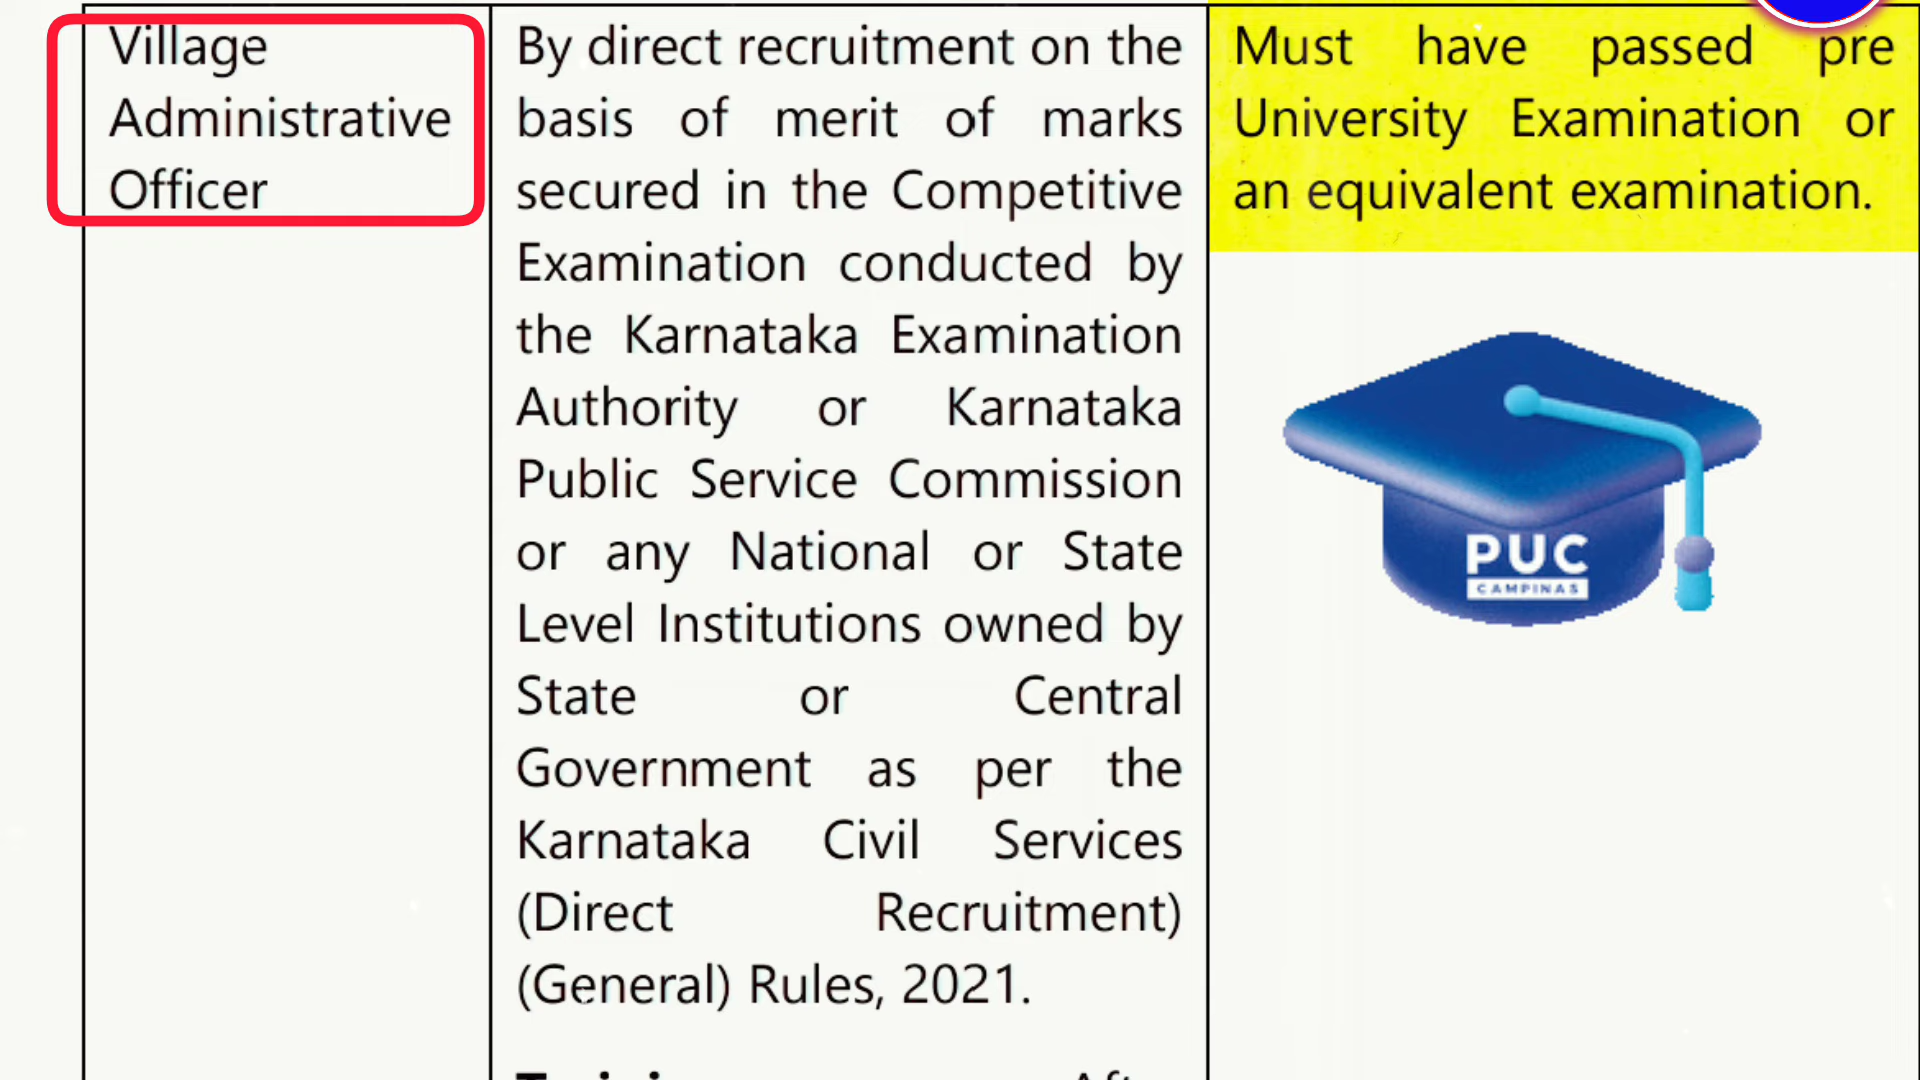 Village
Administrative
Officer
By direct recruitment on the
basis of merit of marks
secured in the Competitive
Examination conducted by
the Karnataka Examination
Authority or Karnataka
Public Service Commission
or any National or State
Level Institutions owned by
State or Central
Government as per the
Karnataka Civil Services
(Direct Recruitment)
(General) Rules, 2021.
Must have passed pre
University Examination or
an equivalent examination.
PUC
CAMPINAS